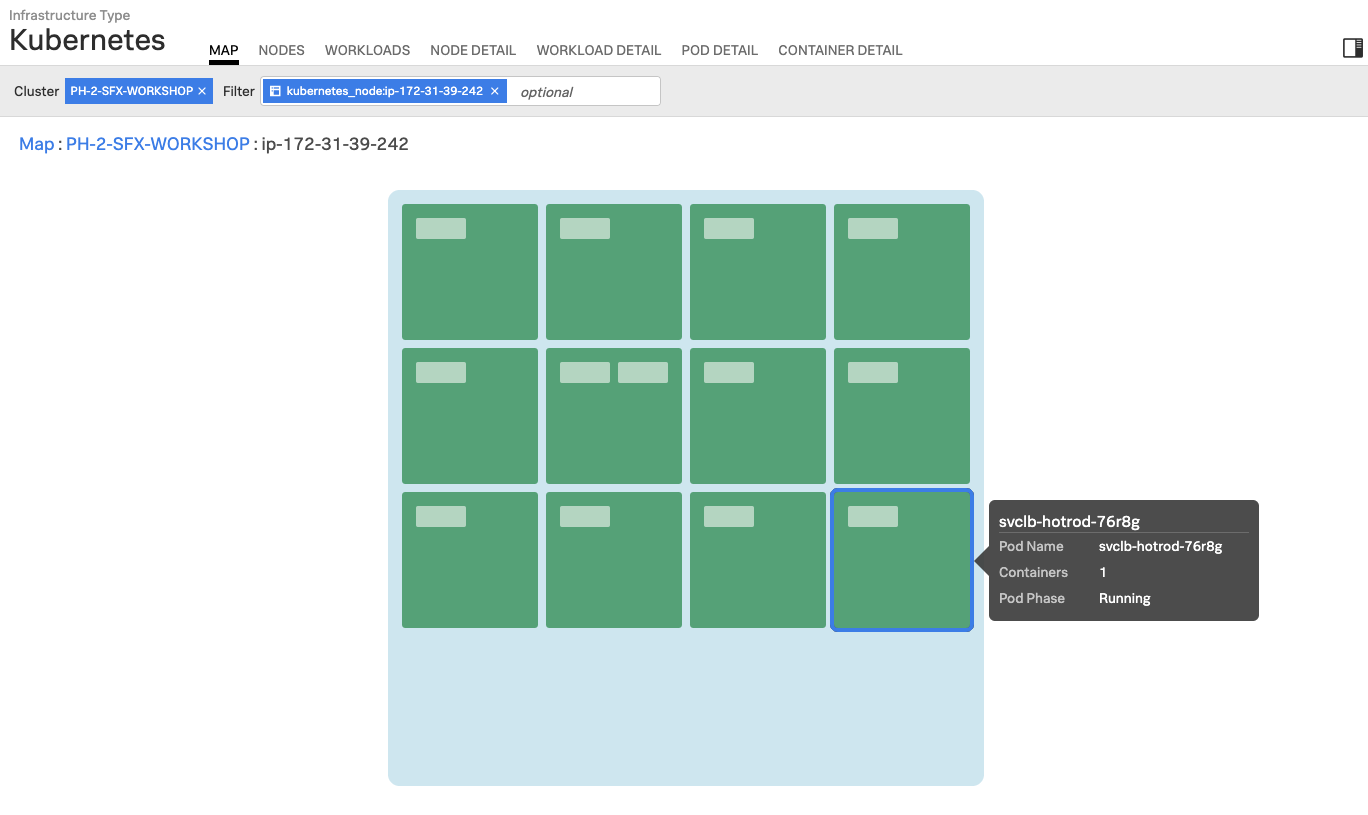 Infrastructure Type
Kubernetes
MAP NODES WORKLOADS NODE DETAIL WORKLOAD DETAIL POD DETAIL CONTAINER DETAIL
Cluster PH-2-SFX-WORKSHOP × Filter kubernetes_node:ip-172-31-39-242 × optional
Map : PH-2-SFX-WORKSHOP : ip-172-31-39-242
svclb-hotrod-76r8g
Pod Name svclb-hotrod-76r8g
Containers 1
Pod Phase Running